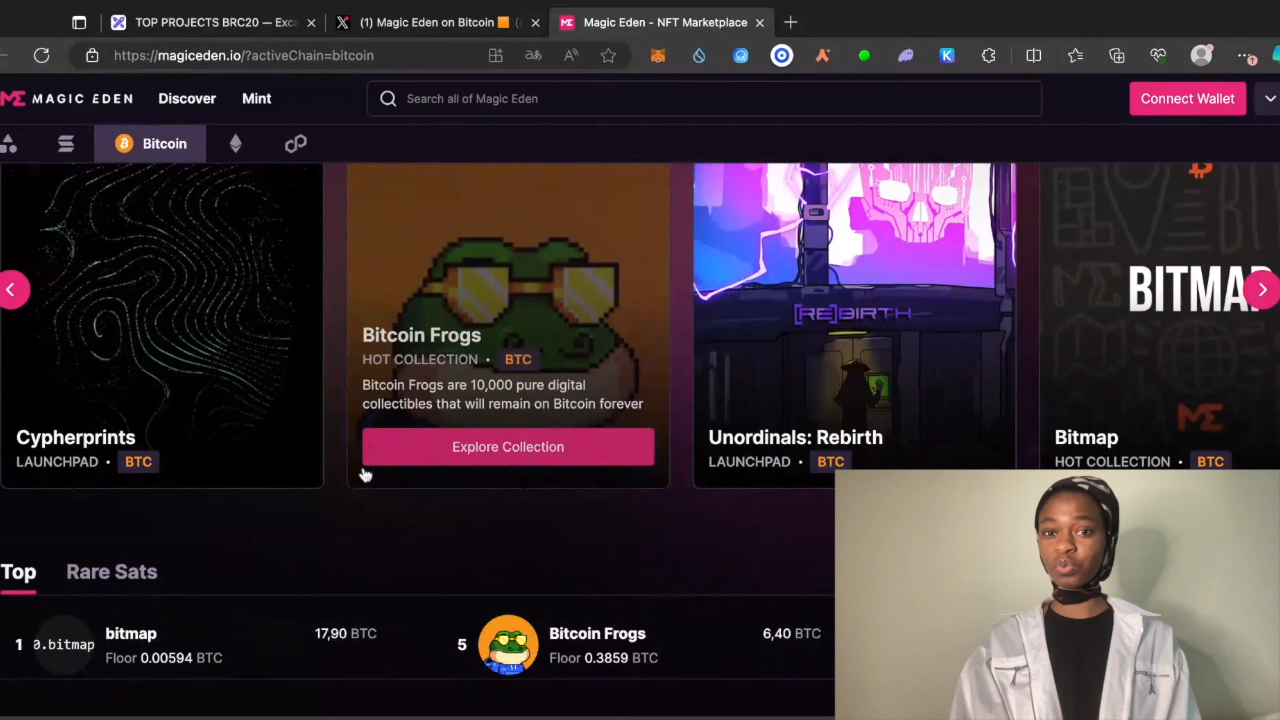 TOP PROJECTS BRC20 — Exca
(1) Magic Eden on Bitcoin
Magic Eden - NFT Marketplace
https://magiceden.io/?activeChain=bitcoin
MAGIC EDEN
Discover
Mint
Search all of Magic Eden
Connect Wallet
Bitcoin
BITMAP
[RE]BIRTH
Bitcoin Frogs
HOT COLLECTION • BTC
Bitcoin Frogs are 10,000 pure digital
collectibles that will remain on Bitcoin forever
Explore Collection
Cypherprints
LAUNCHPAD • BTC
Unordinals: Rebirth
LAUNCHPAD • BTC
Bitmap
HOT COLLECTION • BTC
Top
Rare Sats
1 0.bitmap bitmap 17,90 BTC
Floor 0.00594 BTC
5 Bitcoin Frogs 6,40 BTC
Floor 0.3859 BTC